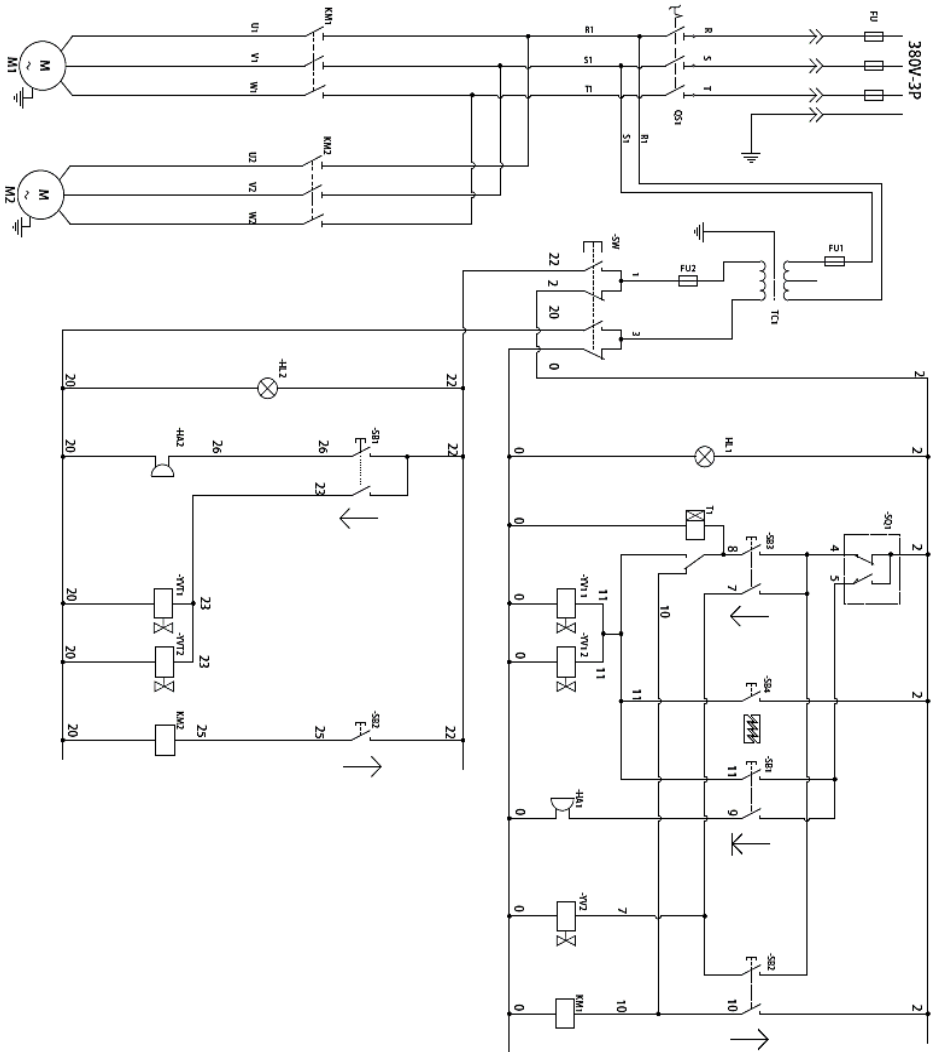 FU
380V-3P
KM1
U1
R1
R
V1
S1
S
W1
T1
T
QS1
M
~
M1
S1
R1
KM2
U2
V2
W2
M
~
M2
-SW
22
1
FU2
FU1
2
20
3
TC1
0
2
20
-HL2
22
20
-HA2
26
26
-SB1
22
23
0
HL1
2
0
T1
8
-SB3
4
-SQ1
2
5
7
20
-YVT1
23
0
-YV1 1
11
10
20
-YVT2
23
0
-YV1 2
11
11
-SB4
2
20
KM2
25
25
-SB2
22
11
-SB1
0
-HA1
9
0
-YV2
7
-SB2
0
KM1
10
10
2